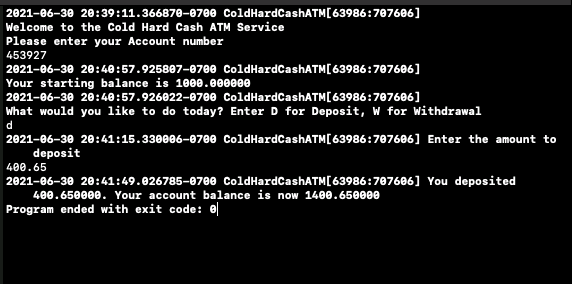 2021-06-30 20:39:11.366870-0700 ColdHardCashATM[63986:707606]
Welcome to the Cold Hard Cash ATM Service
Please enter your Account number
453927
2021-06-30 20:40:57.925807-0700 ColdHardCashATM[63986:707606]
Your starting balance is 1000.000000
2021-06-30 20:40:57.926022-0700 ColdHardCashATM[63986:707606]
What would you like to do today? Enter D for Deposit, W for Withdrawal
d
2021-06-30 20:41:15.330006-0700 ColdHardCashATM[63986:707606] Enter the amount to
deposit
400.65
2021-06-30 20:41:49.026785-0700 ColdHardCashATM[63986:707606] You deposited
400.650000. Your account balance is now 1400.650000
Program ended with exit code: 0